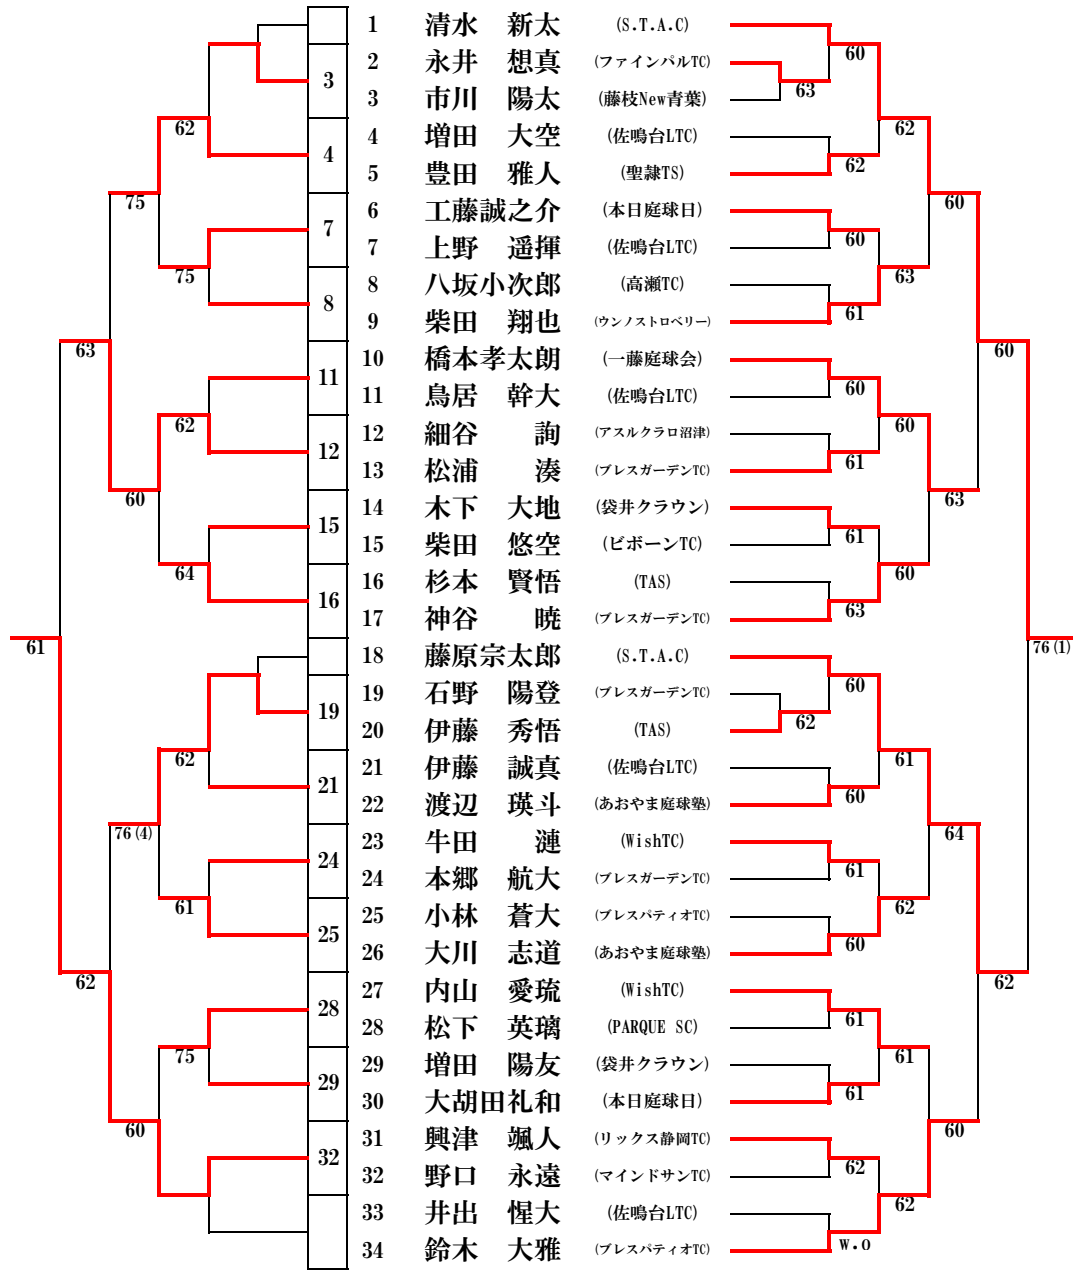 1 清水 新太 (S.T.A.C)
60
2 永井 想真 (ファインパルTC)
3
63
3 市川 陽太 (藤枝New青葉)
62
62
4 増田 大空 (佐鳴台LTC)
4
62
5 豊田 雅人 (聖隷TS)
75
60
6 工藤誠之介 (本日庭球日)
7
60
7 上野 遥揮 (佐鳴台LTC)
75
63
8 八坂小次郎 (高瀬TC)
8
61
9 柴田 翔也 (ウンノストロベリー)
63
60
10 橋本孝太朗 (一藤庭球会)
11
60
11 鳥居 幹大 (佐鳴台LTC)
62
60
12 細谷 詢 (アスルクラロ沼津)
12
61
13 松浦 湊 (ブレスガーデンTC)
60
63
14 木下 大地 (袋井クラウン)
15
61
15 柴田 悠空 (ビボーンTC)
64
60
16 杉本 賢悟 (TAS)
16
63
17 神谷 暁 (ブレスガーデンTC)
61
76(1)
18 藤原宗太郎 (S.T.A.C)
60
19 石野 陽登 (ブレスガーデンTC)
19
62
20 伊藤 秀悟 (TAS)
62
61
21 伊藤 誠真 (佐鳴台LTC)
21
60
22 渡辺 瑛斗 (あおやま庭球塾)
76(4)
64
23 牛田 漣 (WishTC)
24
61
24 本郷 航大 (ブレスガーデンTC)
61
62
25 小林 蒼大 (ブレスパティオTC)
25
60
26 大川 志道 (あおやま庭球塾)
62
62
27 内山 愛琉 (WishTC)
28
61
28 松下 英璃 (PARQUE SC)
75
61
29 増田 陽友 (袋井クラウン)
29
61
30 大胡田礼和 (本日庭球日)
60
60
31 興津 颯人 (リックス静岡TC)
32
62
32 野口 永遠 (マインドサンTC)
62
33 井出 惺大 (佐鳴台LTC)
w.o
34 鈴木 大雅 (ブレスパティオTC)